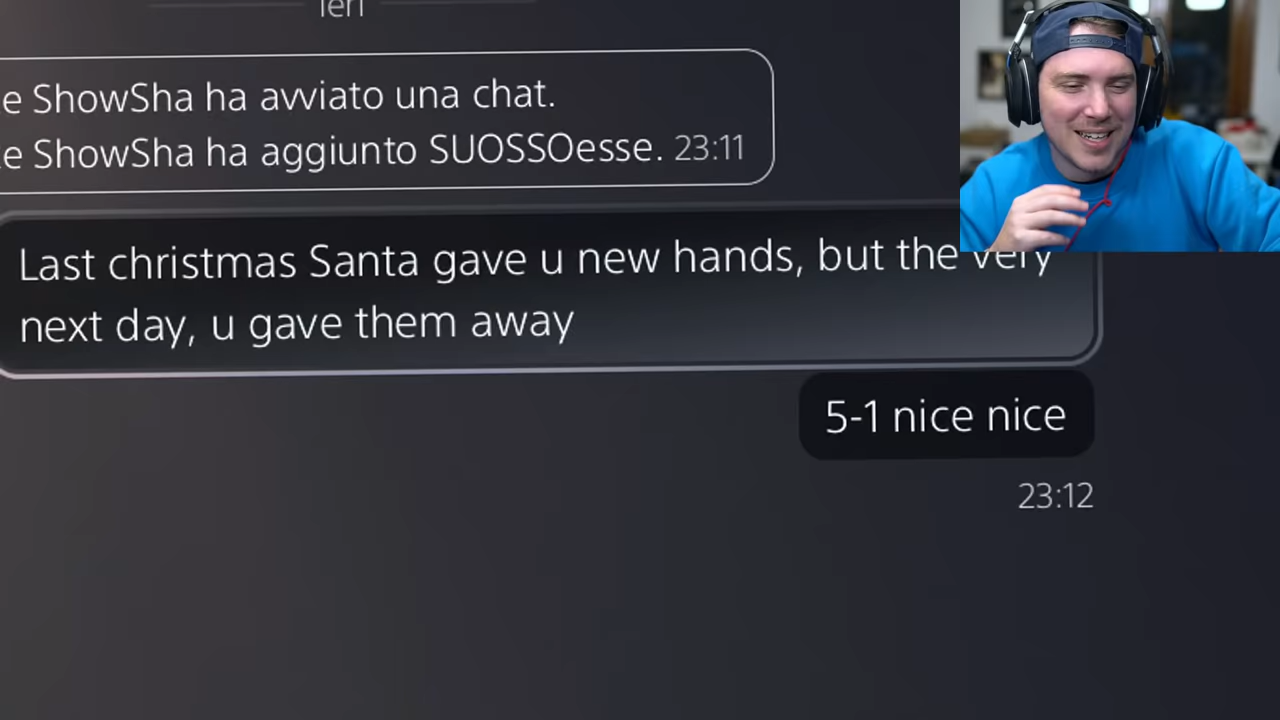 Ieri
e ShowSha ha avviato una chat.
e ShowSha ha aggiunto SUOSSOesse. 23:11
Last christmas Santa gave u new hands, but the very
next day, u gave them away
5-1 nice nice
23:12